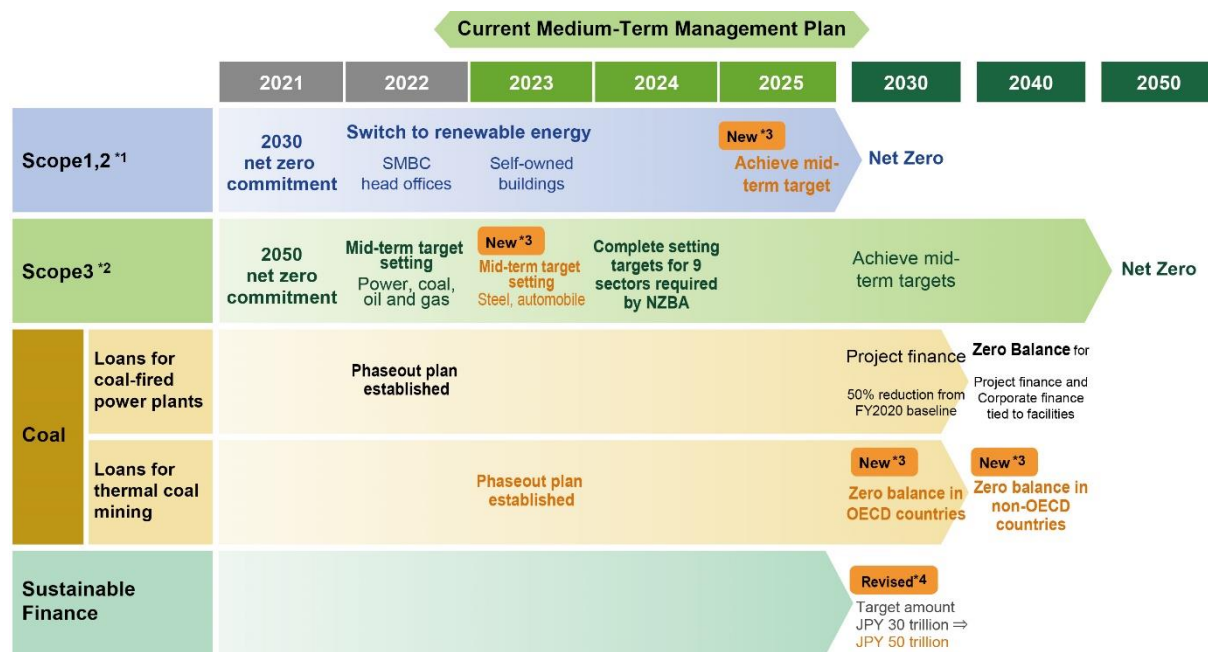 Current Medium-Term Management Plan
2021 2022 2023 2024 2025 2030 2040 2050
Scope1,2 *1
2030
net zero
commitment
Switch to renewable energy
SMBC
head offices
Self-owned
buildings
New *3
Achieve mid-
term target
Net Zero
Scope3 *2
2050
net zero
commitment
Mid-term target
setting
Power, coal,
oil and gas
New *3
Mid-term target
setting
Steel, automobile
Complete setting
targets for 9
sectors required
by NZBA
Achieve mid-
term targets
Net Zero
Coal
Loans for
coal-fired
power plants
Phaseout plan
established
Project finance
50% reduction from
FY2020 baseline
Zero Balance for
Project finance and
Corporate finance
tied to facilities
Loans for
thermal coal
mining
Phaseout plan
established
New *3
Zero balance in
OECD countries
New *3
Zero balance in
non-OECD
countries
Sustainable
Finance
Revised*4
Target amount
JPY 30 trillion ⇒
JPY 50 trillion